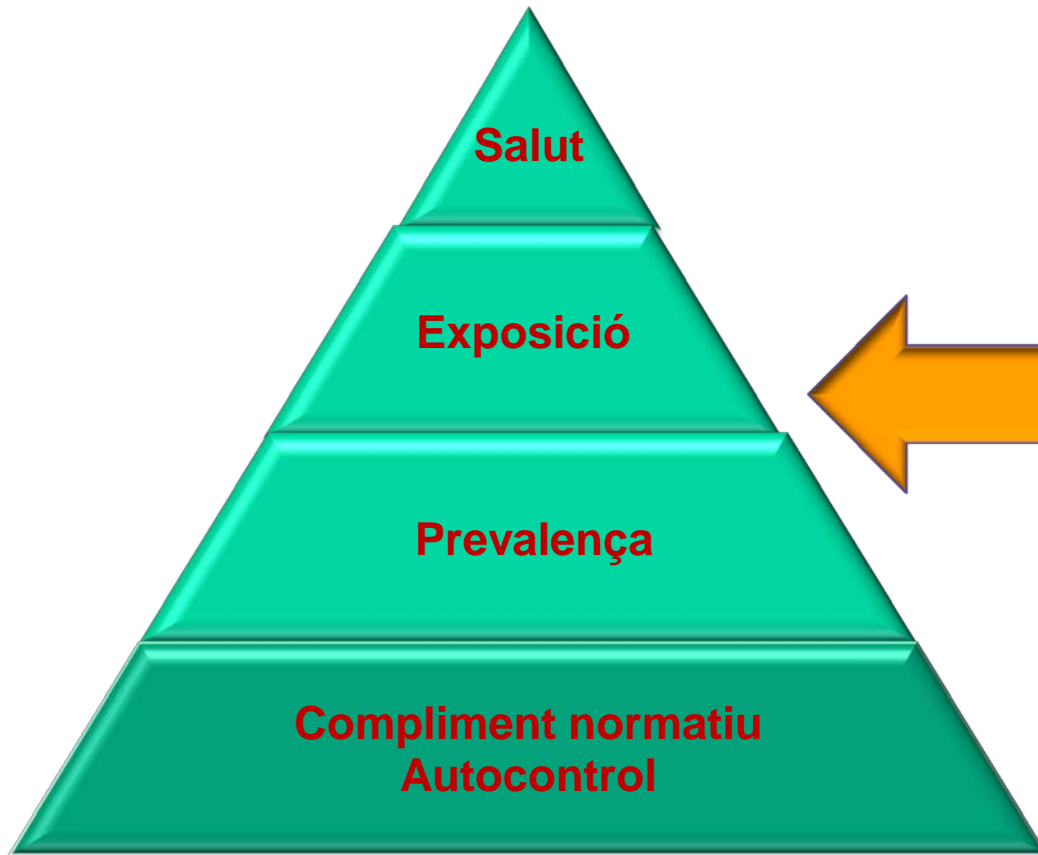 Salut
Exposició
Prevalença
Compliment normatiu
Autocontrol